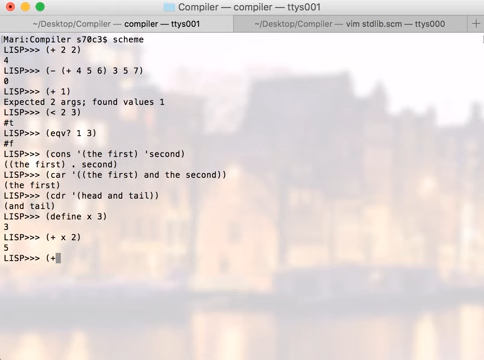 Compiler — compiler — ttys001
~/Desktop/Compiler — compiler — ttys001
~/Desktop/Compiler — vim stdlib.scm — ttys000
Mari:Compiler s70c3$ scheme
LISP>>> (+ 2 2)
4
LISP>>> (- (+ 4 5 6) 3 5 7)
0
LISP>>> (+ 1)
Expected 2 args; found values 1
LISP>>> (< 2 3)
#t
LISP>>> (eqv? 1 3)
#f
LISP>>> (cons '(the first) 'second)
((the first) . second)
LISP>>> (car '((the first) and the second))
(the first)
LISP>>> (cdr '(head and tail))
(and tail)
LISP>>> (define x 3)
3
LISP>>> (+ x 2)
5
LISP>>> (+